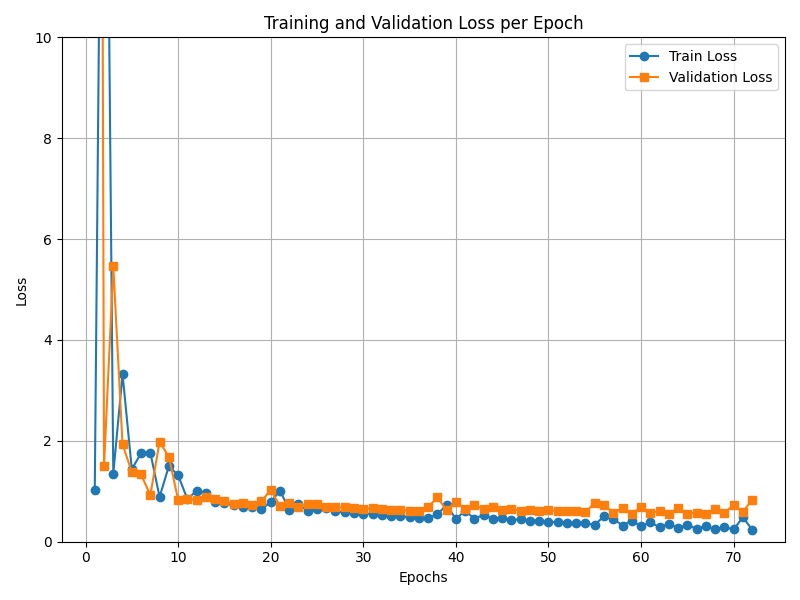 Training and Validation Loss per Epoch
Train Loss
Validation Loss
Loss
10
8
6
4
2
0
0 10 20 30 40 50 60 70
Epochs